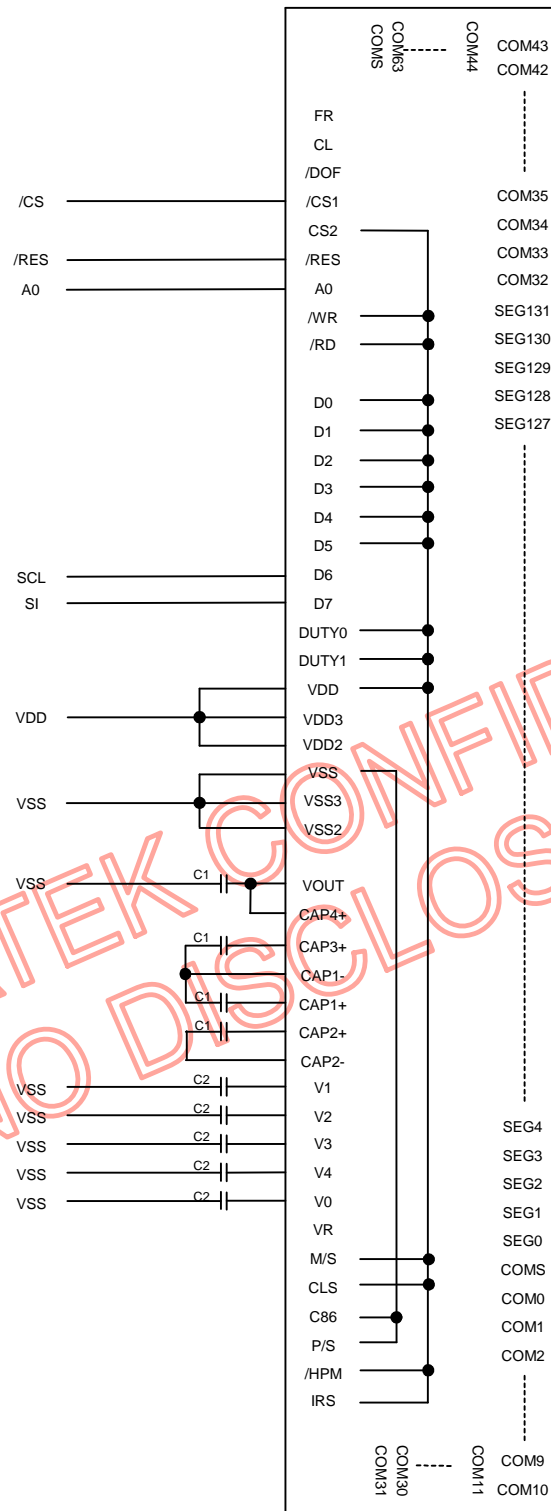 COMS
COM63
COM44
COM43
COM42
FR
CL
/DOF
/CS
/CS1
COM35
CS2
COM34
/RES
/RES
COM33
A0
A0
COM32
/WR
SEG131
/RD
SEG130
SEG129
D0
SEG128
D1
SEG127
D2
D3
D4
D5
SCL
D6
SI
D7
DUTY0
DUTY1
VDD
VDD
VDD3
VDD2
VSS
VSS
VSS3
VSS2
VSS
C1
VOUT
CAP4+
C1
CAP3+
CAP1-
C1
CAP1+
C1
CAP2+
CAP2-
VSS
C2
V1
VSS
C2
V2
SEG4
VSS
C2
V3
SEG3
VSS
C2
V4
SEG2
VSS
C2
V0
SEG1
VR
SEG0
M/S
COMS
CLS
COM0
C86
COM1
P/S
COM2
/HPM
IRS
COM31
COM30
COM11
COM9
COM10
TEK CONFID
NO DISCLOS